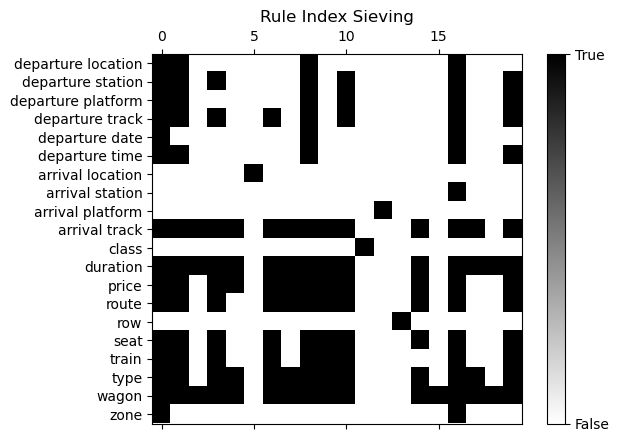 Rule Index Sieving
0 5 10 15
departure location
departure station
departure platform
departure track
departure date
departure time
arrival location
arrival station
arrival platform
arrival track
class
duration
price
route
row
seat
train
type
wagon
zone
True
False